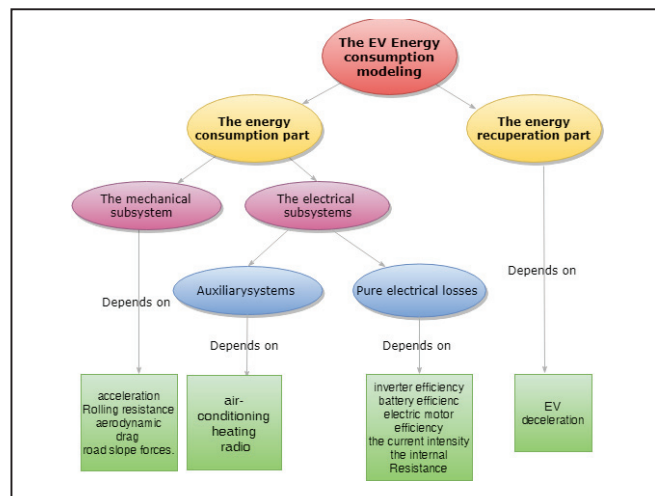 The EV Energy
consumption
modeling
The energy
consumption part
The energy
recuperation part
The mechanical
subsystem
The electrical
subsystems
Auxiliarysystems
Pure electrical losses
Depends on
Depends on
Depends on
Depends on
acceleration
Rolling resistance
aerodynamic
drag
road slope forces.
air-
conditioning
heating
radio
inverter efficiency
battery efficienc
electric motor
efficiency
the current intensity
the internal
Resistance
EV
deceleration